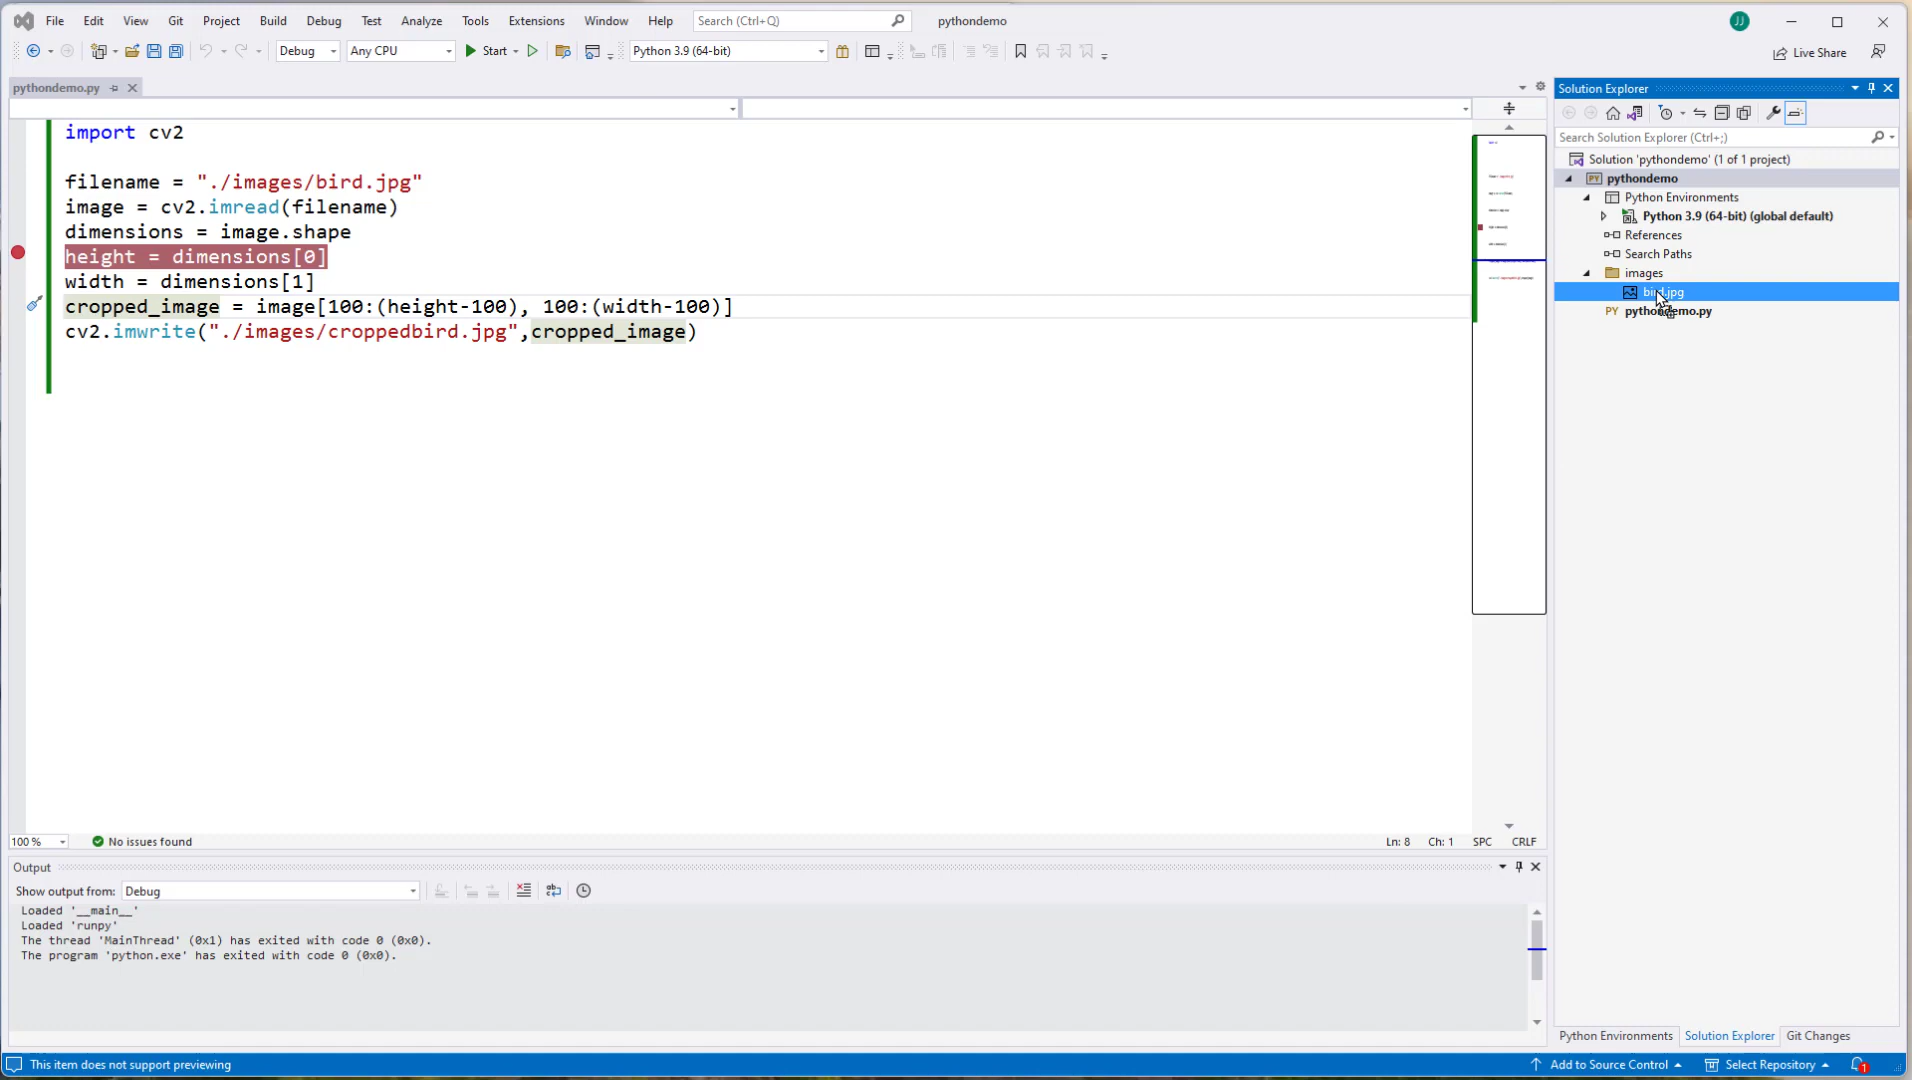 File Edit View Git Project Build Debug Test Analyze Tools Extensions Window Help Search (Ctrl+Q) pythondemo JJ
Debug Any CPU Start Python 3.9 (64-bit) Live Share
pythondemo.py
import cv2
filename = "./images/bird.jpg"
image = cv2.imread(filename)
dimensions = image.shape
height = dimensions[0]
width = dimensions[1]
cropped_image = image[100:(height-100), 100:(width-100)]
cv2.imwrite("./images/croppedbird.jpg",cropped_image)
100 % No issues found Ln: 8 Ch: 1 SPC CRLF
Output
Show output from: Debug
Loaded '__main__'
Loaded 'runpy'
The thread 'MainThread' (0x1) has exited with code 0 (0x0).
The program 'python.exe' has exited with code 0 (0x0).
Solution Explorer
Search Solution Explorer (Ctrl+;)
Solution 'pythondemo' (1 of 1 project)
PY pythondemo
Python Environments
Python 3.9 (64-bit) (global default)
References
Search Paths
images
bird.jpg
PY pythondemo.py
Python Environments Solution Explorer Git Changes
This item does not support previewing Add to Source Control Select Repository 1